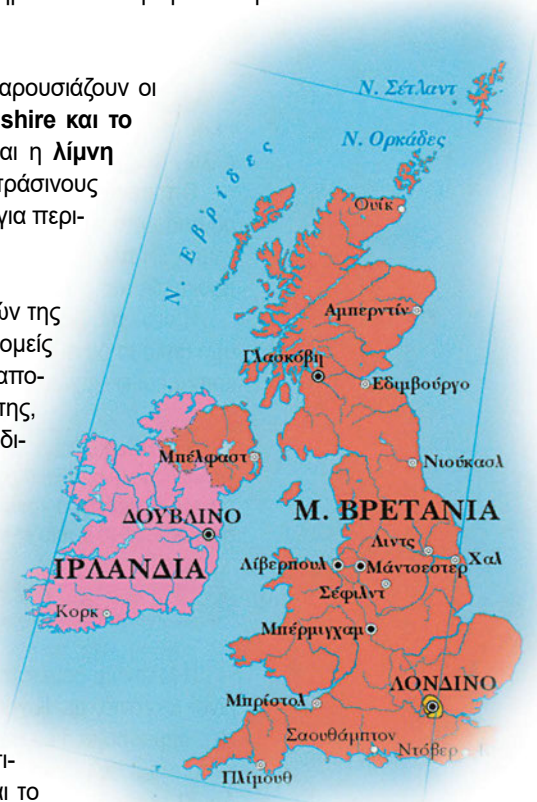 αρουσιάζουν οι
shire και το
αι η λίμνη
πράσινους
για περι-
ών της
ομείς
απο-
της,
δι-
τι-
αι το
Ν. Σέτλαντ
Ν. Ορκάδες
Ν. Εβρίδες
Ουίκ
Αμπερντίν
Γλασκόβη
Εδιμβούργο
Μπέλφαστ
Νιούκασλ
ΔΟΥΒΛΙΝΟ
Μ. ΒΡΕΤΑΝΙΑ
Λιντς
ΙΡΛΑΝΔΙΑ
Λίβερπουλ
Μάντσεστερ
Χαλ
Σέφιλντ
Κορκ
Μπέρμιγχαμ
ΛΟΝΔΙΝΟ
Μπρίστολ
Σαουθάμπτον
Ντόβερ
Πλίμουθ